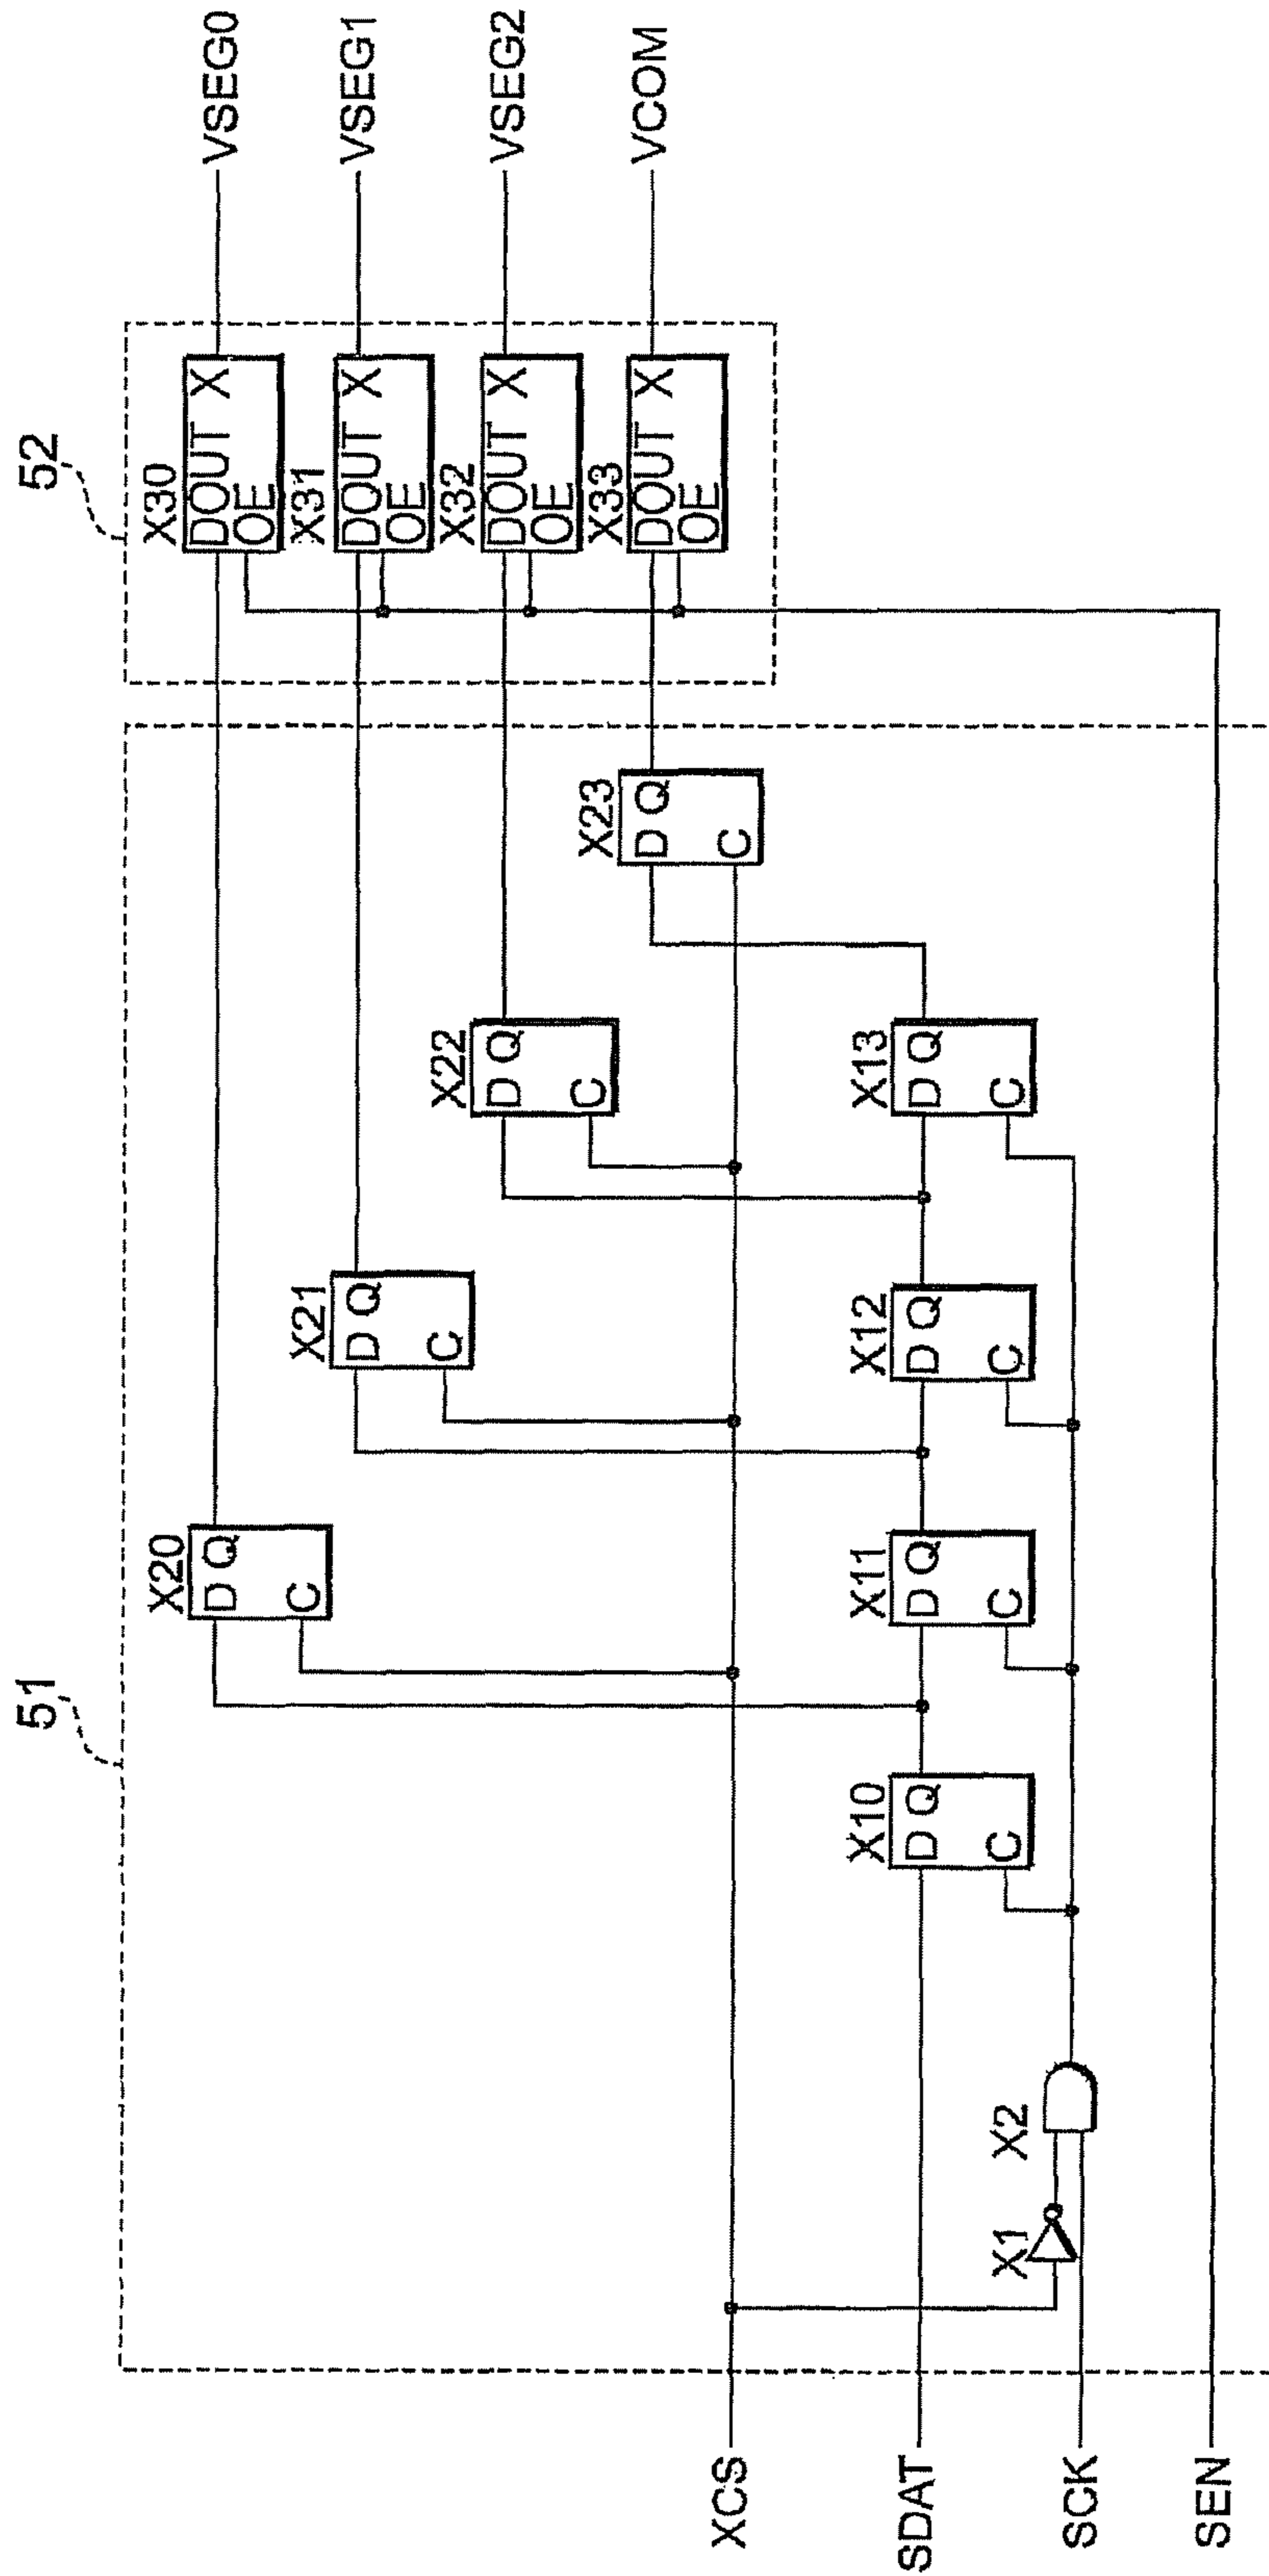 51
52
X20
D Q
C
X21
D Q
C
X22
D Q
C
X23
D Q
C
X30
DOUT X
OE
X31
DOUT X
OE
X32
DOUT X
OE
X33
DOUT X
OE
VSEG0
VSEG1
VSEG2
VCOM
XCS
SDAT
SCK
SEN
X1
X2
X10
D Q
C
X11
D Q
C
X12
D Q
C
X13
D Q
C